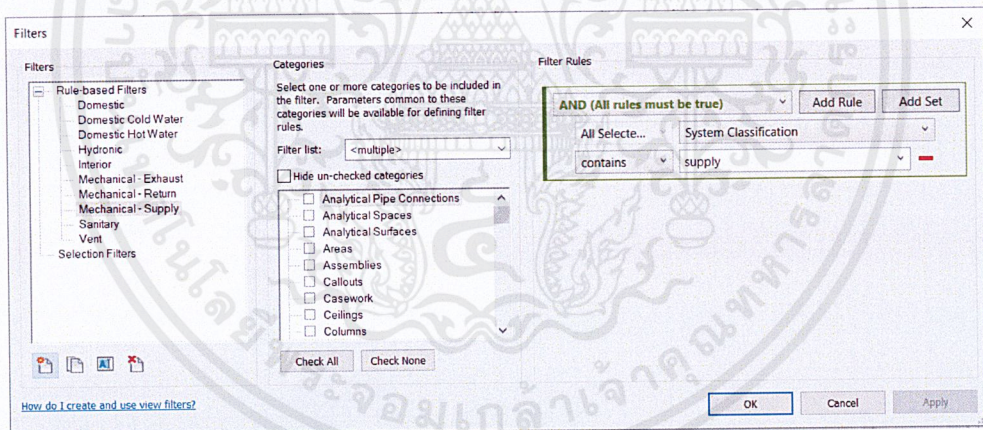 Filters
Filters
Rule-based Filters
Domestic
Domestic Cold Water
Domestic Hot Water
Hydronic
Interior
Mechanical - Exhaust
Mechanical - Return
Mechanical - Supply
Sanitary
Vent
Selection Filters
How do I create and use view filters?
Categories
Select one or more categories to be included in
the filter. Parameters common to these
categories will be available for defining filter
rules.
Filter list: <multiple>
Hide un-checked categories
Analytical Pipe Connections
Analytical Spaces
Analytical Surfaces
Areas
Assemblies
Callouts
Casework
Ceilings
Columns
Check All Check None
Filter Rules
AND (All rules must be true) Add Rule Add Set
All Selecte... System Classification
contains supply
OK Cancel Apply